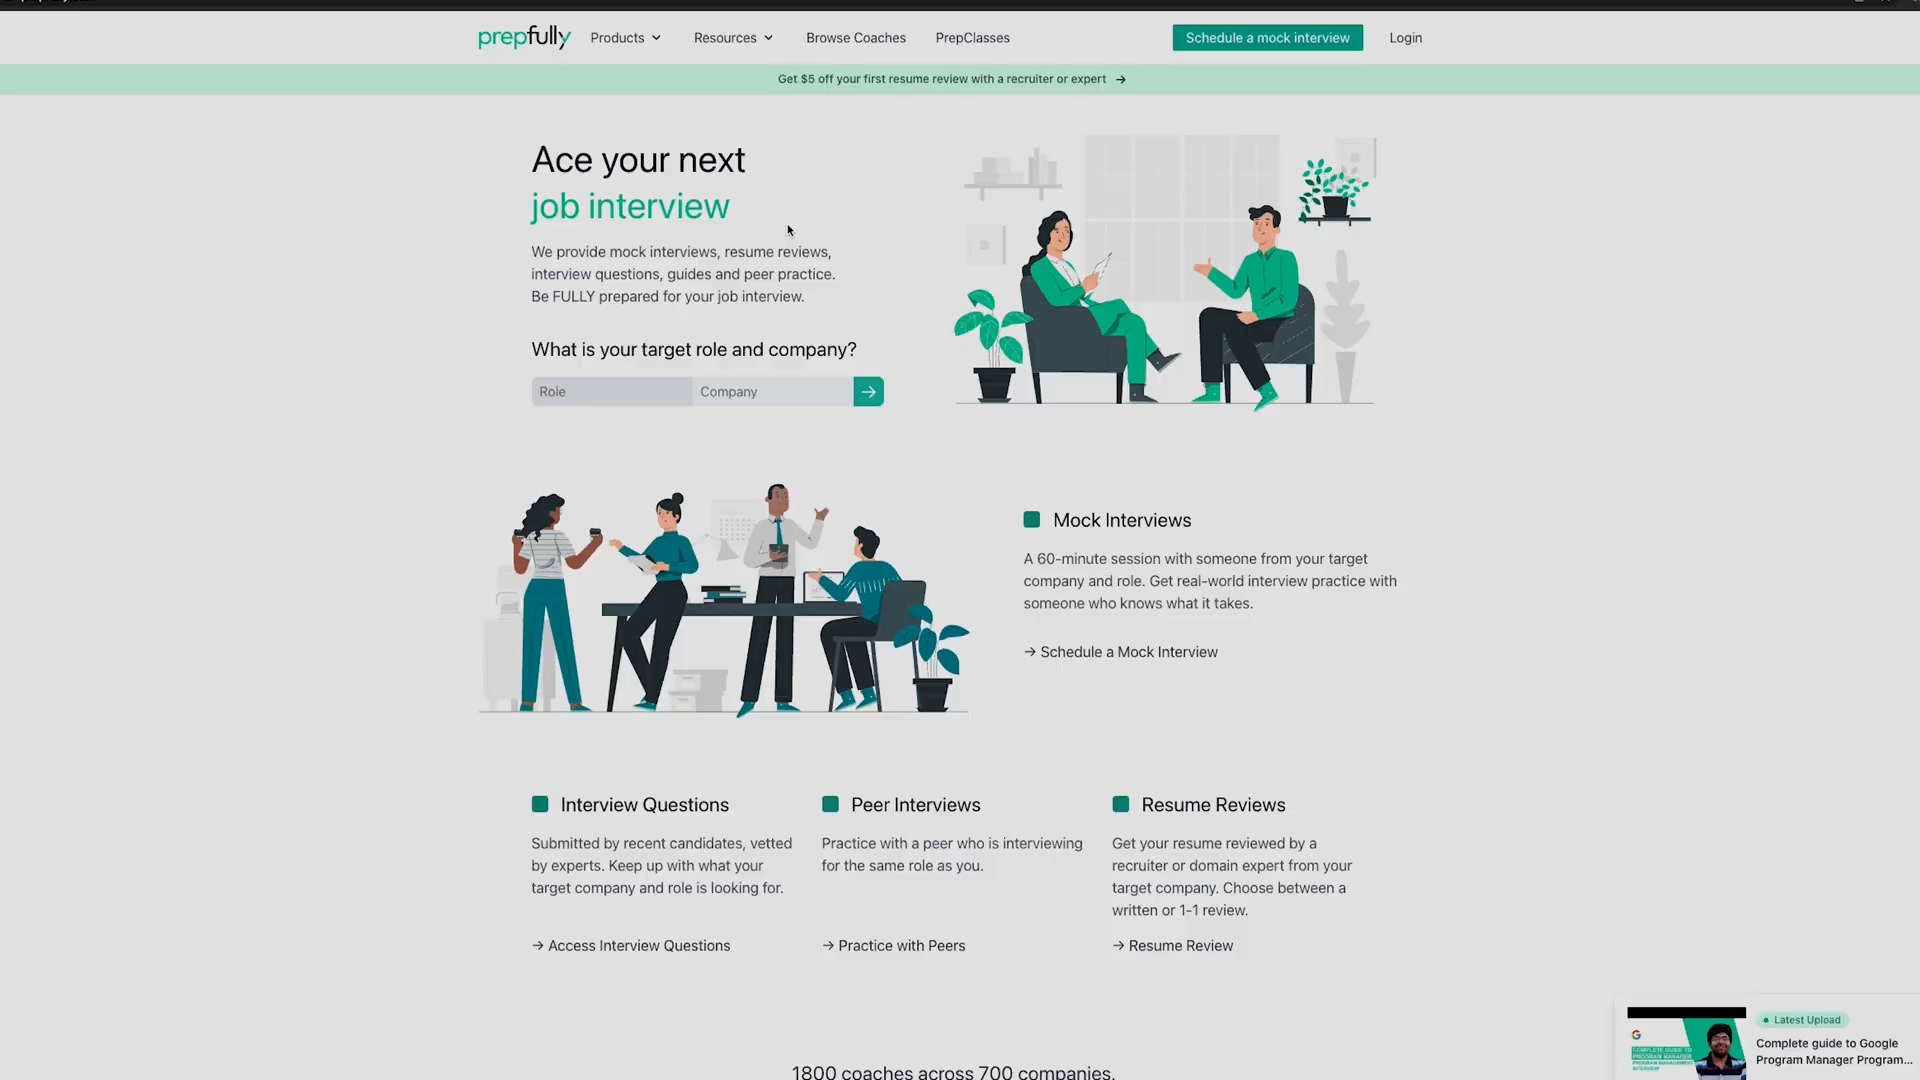 prepfully
Products
Resources
Browse Coaches
PrepClasses
Schedule a mock interview
Login
Get $5 off your first resume review with a recruiter or expert →
Ace your next
job interview
We provide mock interviews, resume reviews,
interview questions, guides and peer practice.
Be FULLY prepared for your job interview.
What is your target role and company?
Role
Company
→
Mock Interviews
A 60-minute session with someone from your target
company and role. Get real-world interview practice with
someone who knows what it takes.
→ Schedule a Mock Interview
Interview Questions
Submitted by recent candidates, vetted
by experts. Keep up with what your
target company and role is looking for.
→ Access Interview Questions
Peer Interviews
Practice with a peer who is interviewing
for the same role as you.
→ Practice with Peers
Resume Reviews
Get your resume reviewed by a
recruiter or domain expert from your
target company. Choose between a
written or 1-1 review.
→ Resume Review
1800 coaches across 700 companies.
G
COMPLETE GUIDE TO
PROGRAM MANAGER
PROGRAM MANAGEMENT
INTERVIEW
Latest Upload
Complete guide to Google
Program Manager Program...